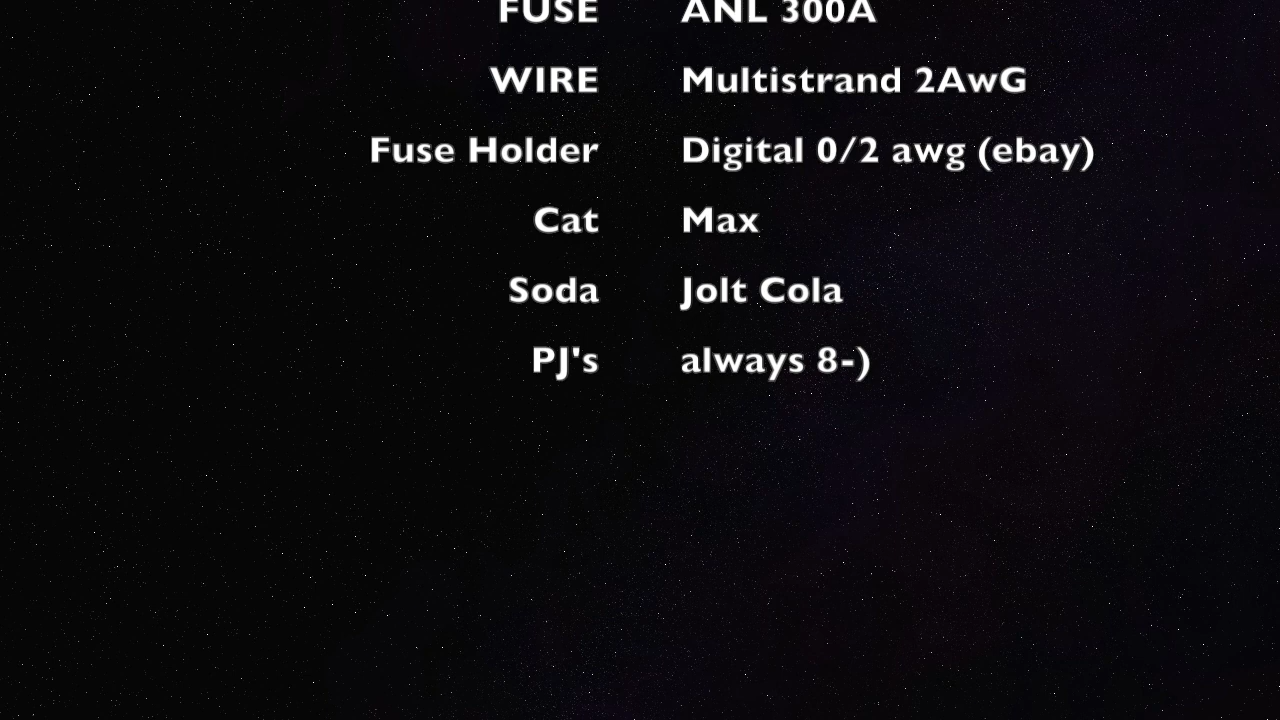 FUSE ANL 300A
WIRE Multistrand 2AwG
Fuse Holder Digital 0/2 awg (ebay)
Cat Max
Soda Jolt Cola
PJ's always 8-)